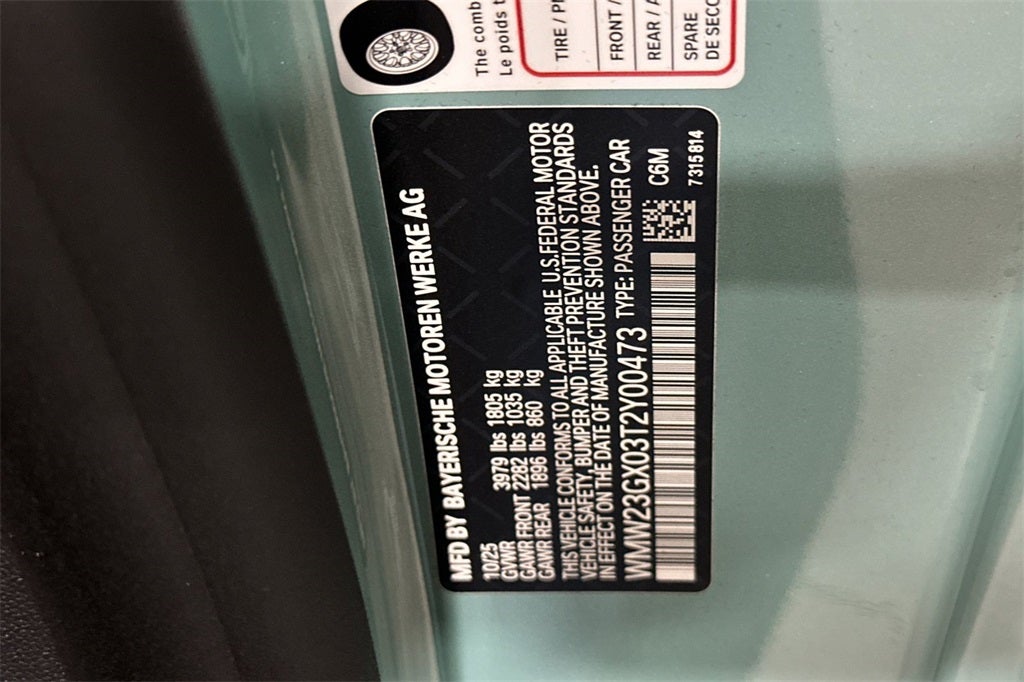 The comb
Le poids t
TIRE / P
FRONT /
REAR / A
SPARE
DE SECO
MFD BY BAYERISCHE MOTOREN WERKE AG
10/25
GVWR 3979 lbs 1805 kg
GAWR FRONT 2282 lbs 1035 kg
GAWR REAR 1896 lbs 860 kg
THIS VEHICLE CONFORMS TO ALL APPLICABLE U.S.FEDERAL MOTOR
VEHICLE SAFETY, BUMPER AND THEFT PREVENTION STANDARDS
IN EFFECT ON THE DATE OF MANUFACTURE SHOWN ABOVE.
WMW23GX03T2Y00473 TYPE: PASSENGER CAR
C6M
7315814